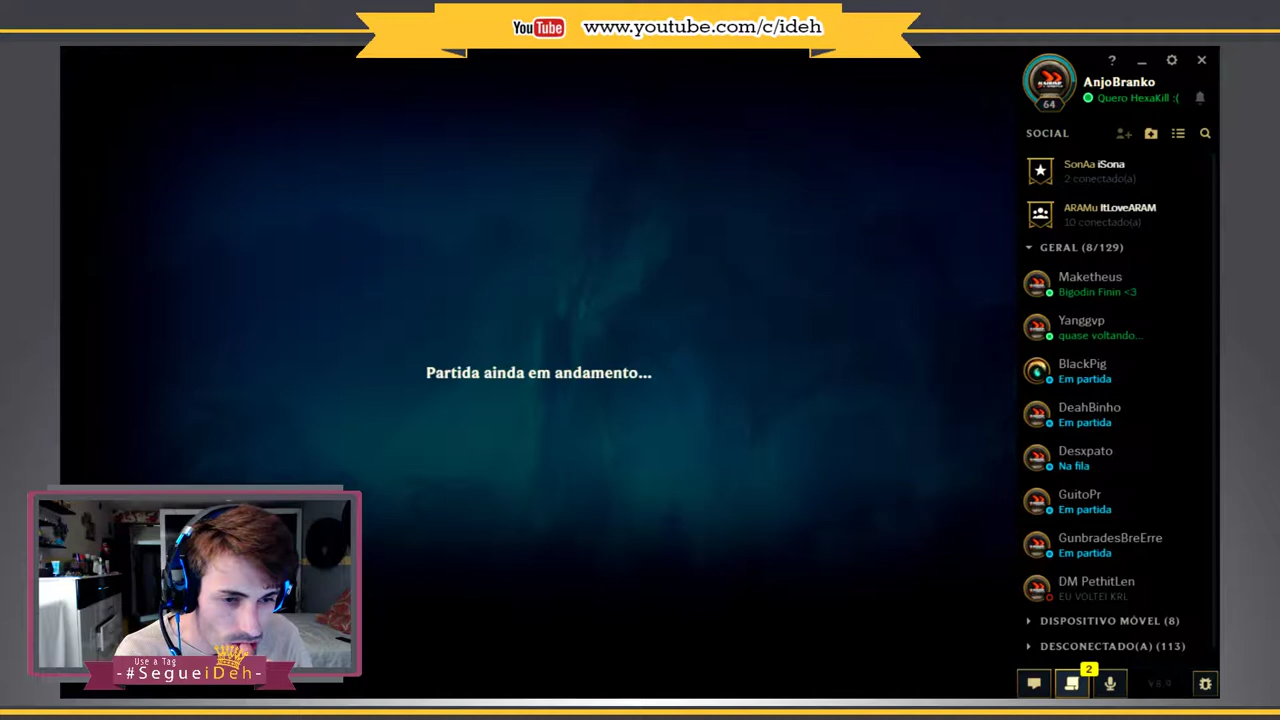 YouTube www.youtube.com/c/ideh
?
AnjoBranko
Quero HexaKill :(
64
SOCIAL
SonAa iSona
2 conectado(a)
ARAMu ItLoveARAM
10 conectado(a)
GERAL (8/129)
Maketheus
Bigodin Finin <3
Yanggvp
quase voltando...
BlackPig
Em partida
DeahBinho
Em partida
Desxpato
Na fila
GuitoPr
Em partida
GunbradesBreErre
Em partida
DM PethitLen
EU VOLTEI KRL
DISPOSITIVO MÓVEL (8)
DESCONECTADO(A) (113)
2
V8.9
Partida ainda em andamento...
Use a Tag
-#SegueiDeh-